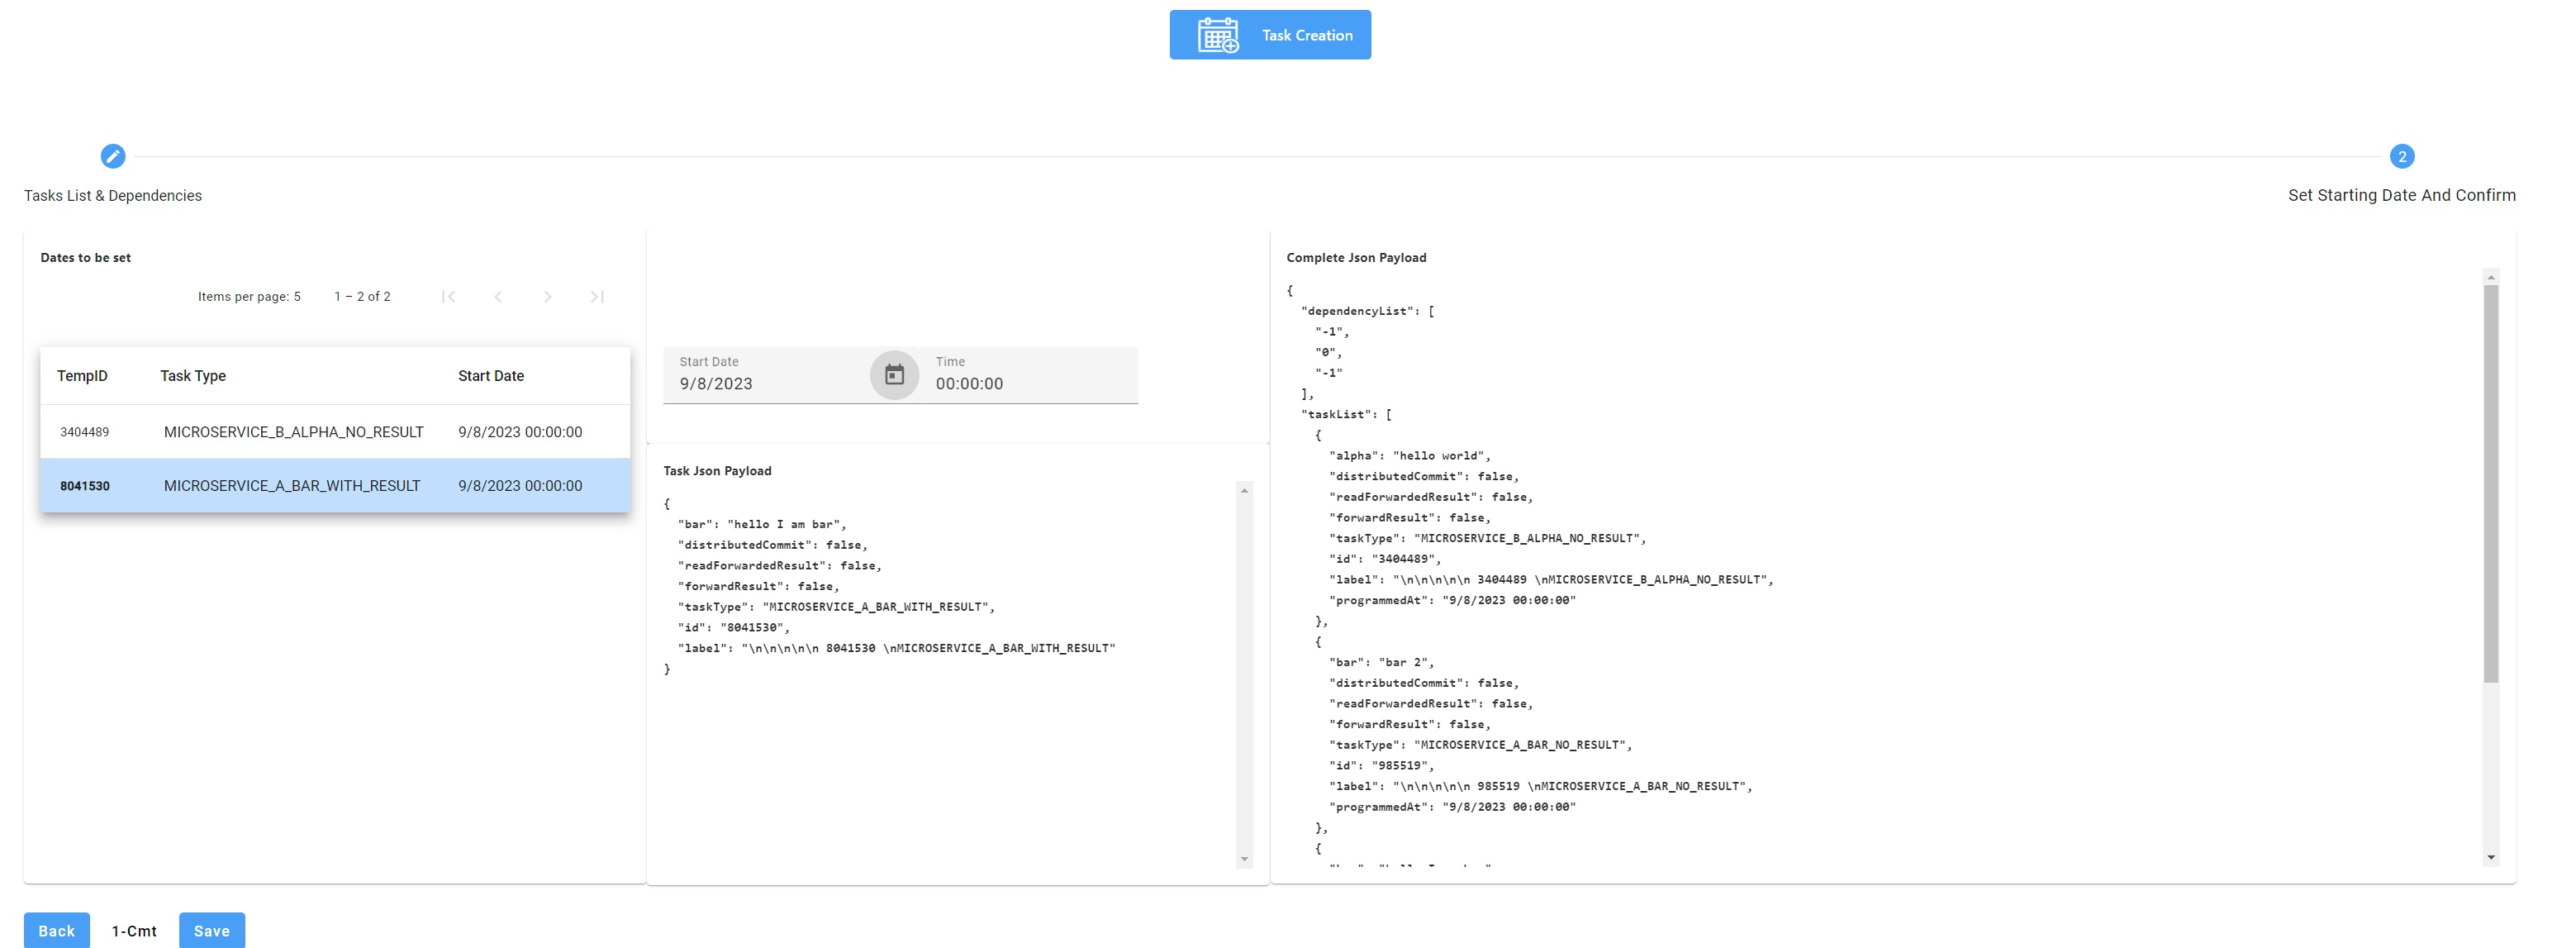 Task Creation
2
Tasks List & Dependencies
Set Starting Date And Confirm
Dates to be set
Items per page: 5
1 – 2 of 2
TempID Task Type Start Date
3404489 MICROSERVICE_B_ALPHA_NO_RESULT 9/8/2023 00:00:00
8041530 MICROSERVICE_A_BAR_WITH_RESULT 9/8/2023 00:00:00
Start Date
9/8/2023
Time
00:00:00
Task Json Payload
{
"bar": "hello I am bar",
"distributedCommit": false,
"readForwardedResult": false,
"forwardResult": false,
"taskType": "MICROSERVICE_A_BAR_WITH_RESULT",
"id": "8041530",
"label": "\n\n\n\n\n 8041530 \nMICROSERVICE_A_BAR_WITH_RESULT"
}
Complete Json Payload
{
"dependencyList": [
"-1",
"0",
"-1"
],
"taskList": [
{
"alpha": "hello world",
"distributedCommit": false,
"readForwardedResult": false,
"forwardResult": false,
"taskType": "MICROSERVICE_B_ALPHA_NO_RESULT",
"id": "3404489",
"label": "\n\n\n\n\n 3404489 \nMICROSERVICE_B_ALPHA_NO_RESULT",
"programmedAt": "9/8/2023 00:00:00"
},
{
"bar": "bar 2",
"distributedCommit": false,
"readForwardedResult": false,
"forwardResult": false,
"taskType": "MICROSERVICE_A_BAR_NO_RESULT",
"id": "985519",
"label": "\n\n\n\n\n 985519 \nMICROSERVICE_A_BAR_NO_RESULT",
"programmedAt": "9/8/2023 00:00:00"
},
{
Back
1-Cmt
Save